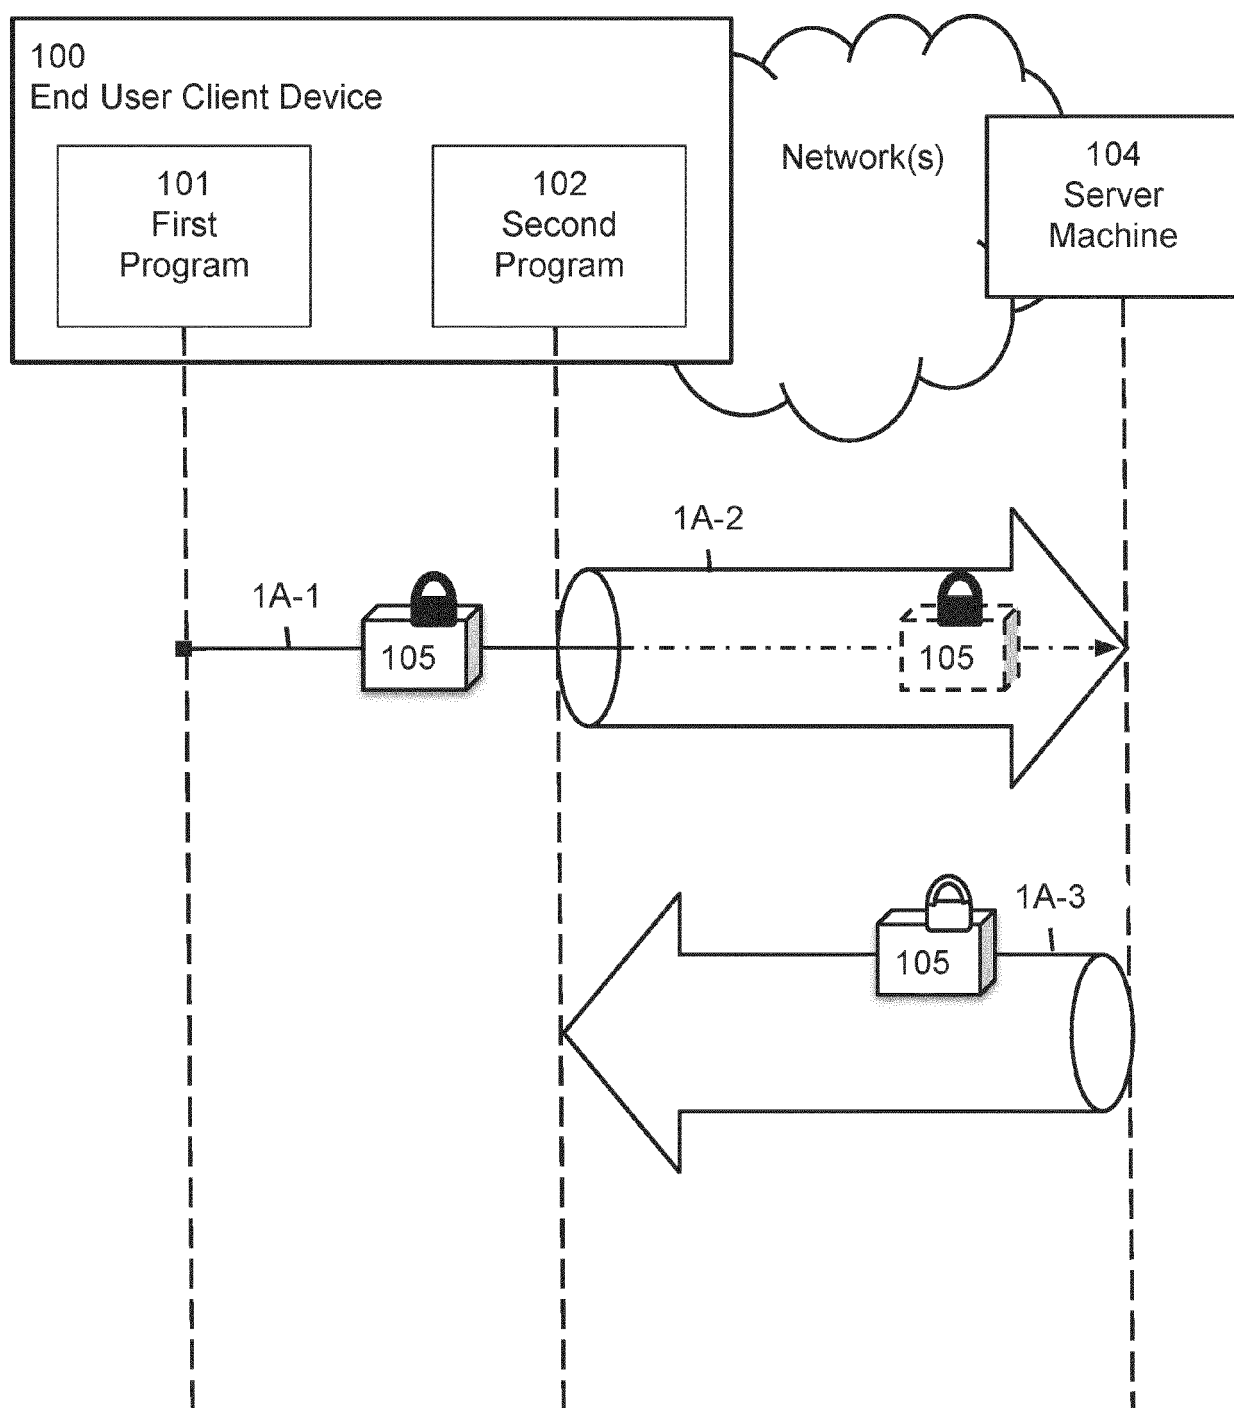 100
End User Client Device
101
First
Program
102
Second
Program
Network(s)
104
Server
Machine
1A-2
1A-1
105
105
1A-3
105